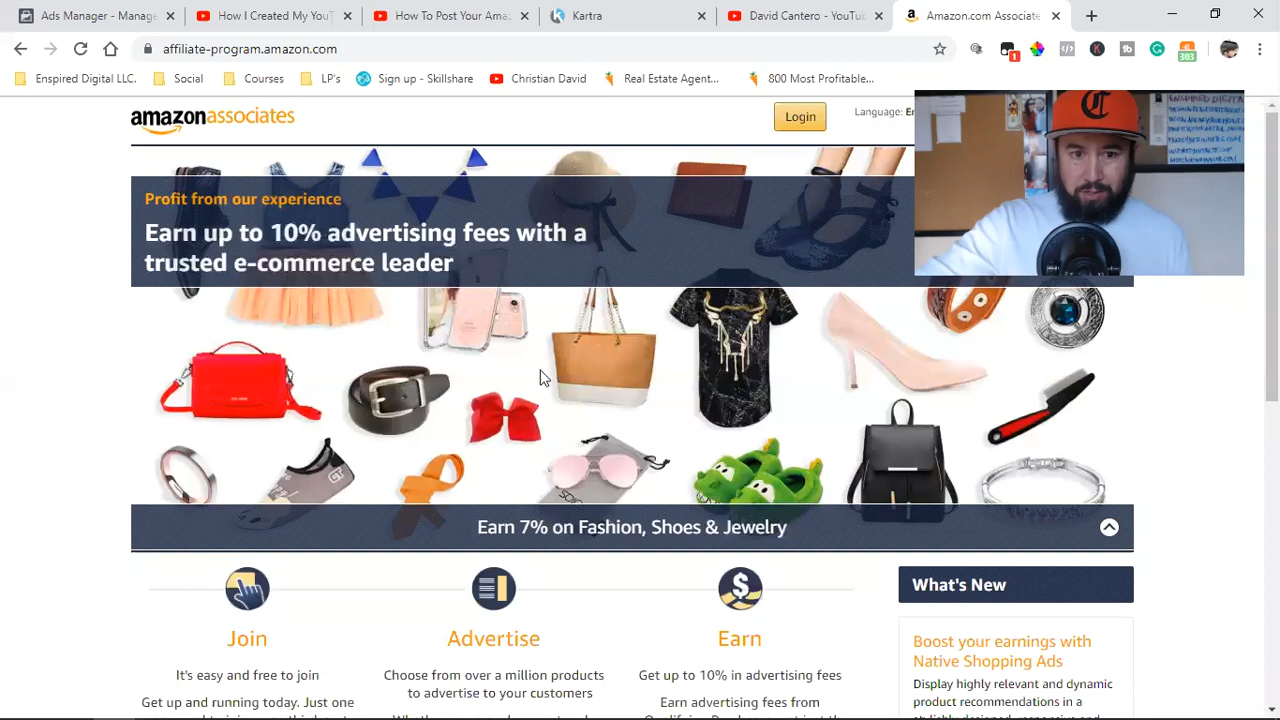 Ads Manager - Manage
How I Created My YouT
How To Post Your Amaz
Kartra
David Cantero - YouTu
Amazon.com Associate
affiliate-program.amazon.com
1
303
Enspired Digital LLC.
Social
Courses
LP's
Sign up - Skillshare
Christian David
Real Estate Agent...
800 Most Profitable...
amazonassociates
Login
Language: En
Profit from our experience
Earn up to 10% advertising fees with a
trusted e-commerce leader
Earn 7% on Fashion, Shoes & Jewelry
What's New
Join
Advertise
Earn
Boost your earnings with
Native Shopping Ads
It's easy and free to join
Choose from over a million products
to advertise to your customers
Get up to 10% in advertising fees
Display highly relevant and dynamic
product recommendations in a
Get up and running today. Just one
Earn advertising fees from